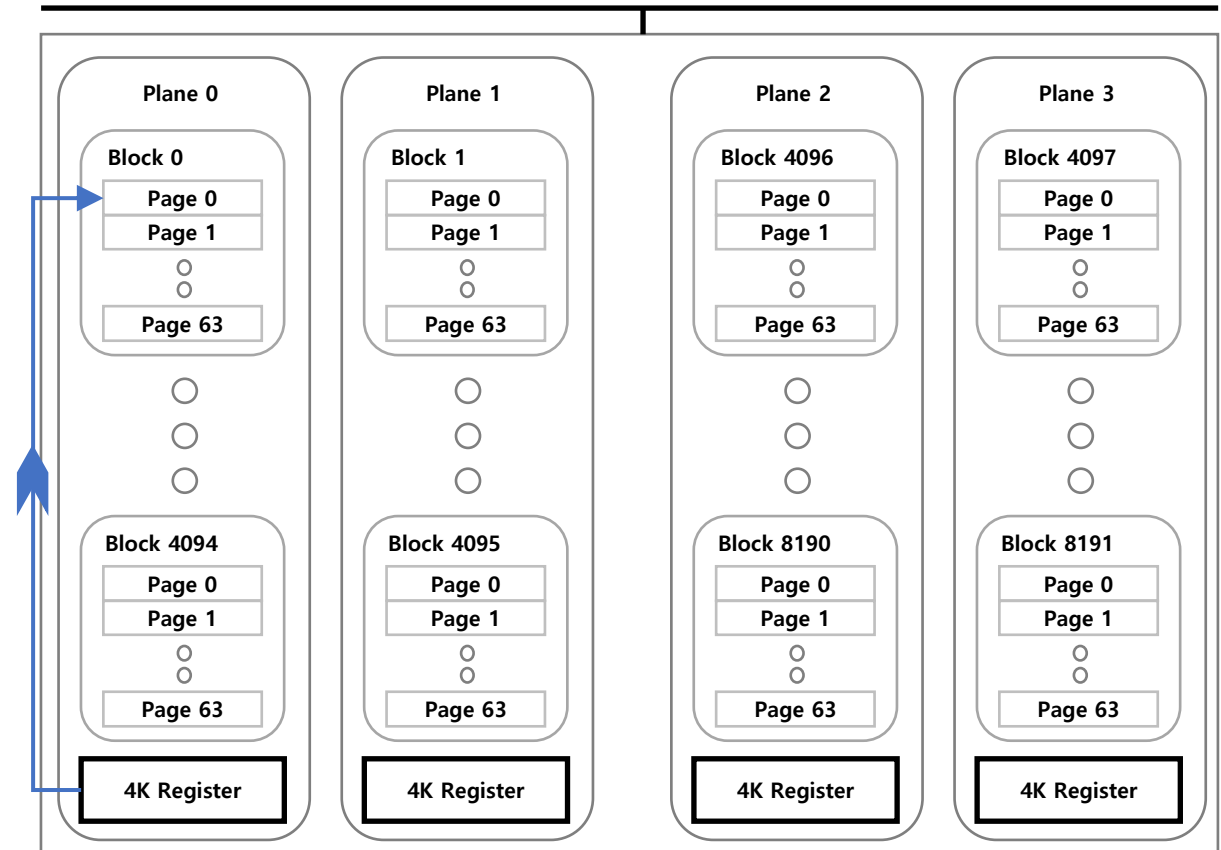 Plane 0
Block 0
Page 0
Page 1
Page 63
Block 4094
Page 0
Page 1
Page 63
4K Register
Plane 1
Block 1
Page 0
Page 1
Page 63
Block 4095
Page 0
Page 1
Page 63
4K Register
Plane 2
Block 4096
Page 0
Page 1
Page 63
Block 8190
Page 0
Page 1
Page 63
4K Register
Plane 3
Block 4097
Page 0
Page 1
Page 63
Block 8191
Page 0
Page 1
Page 63
4K Register